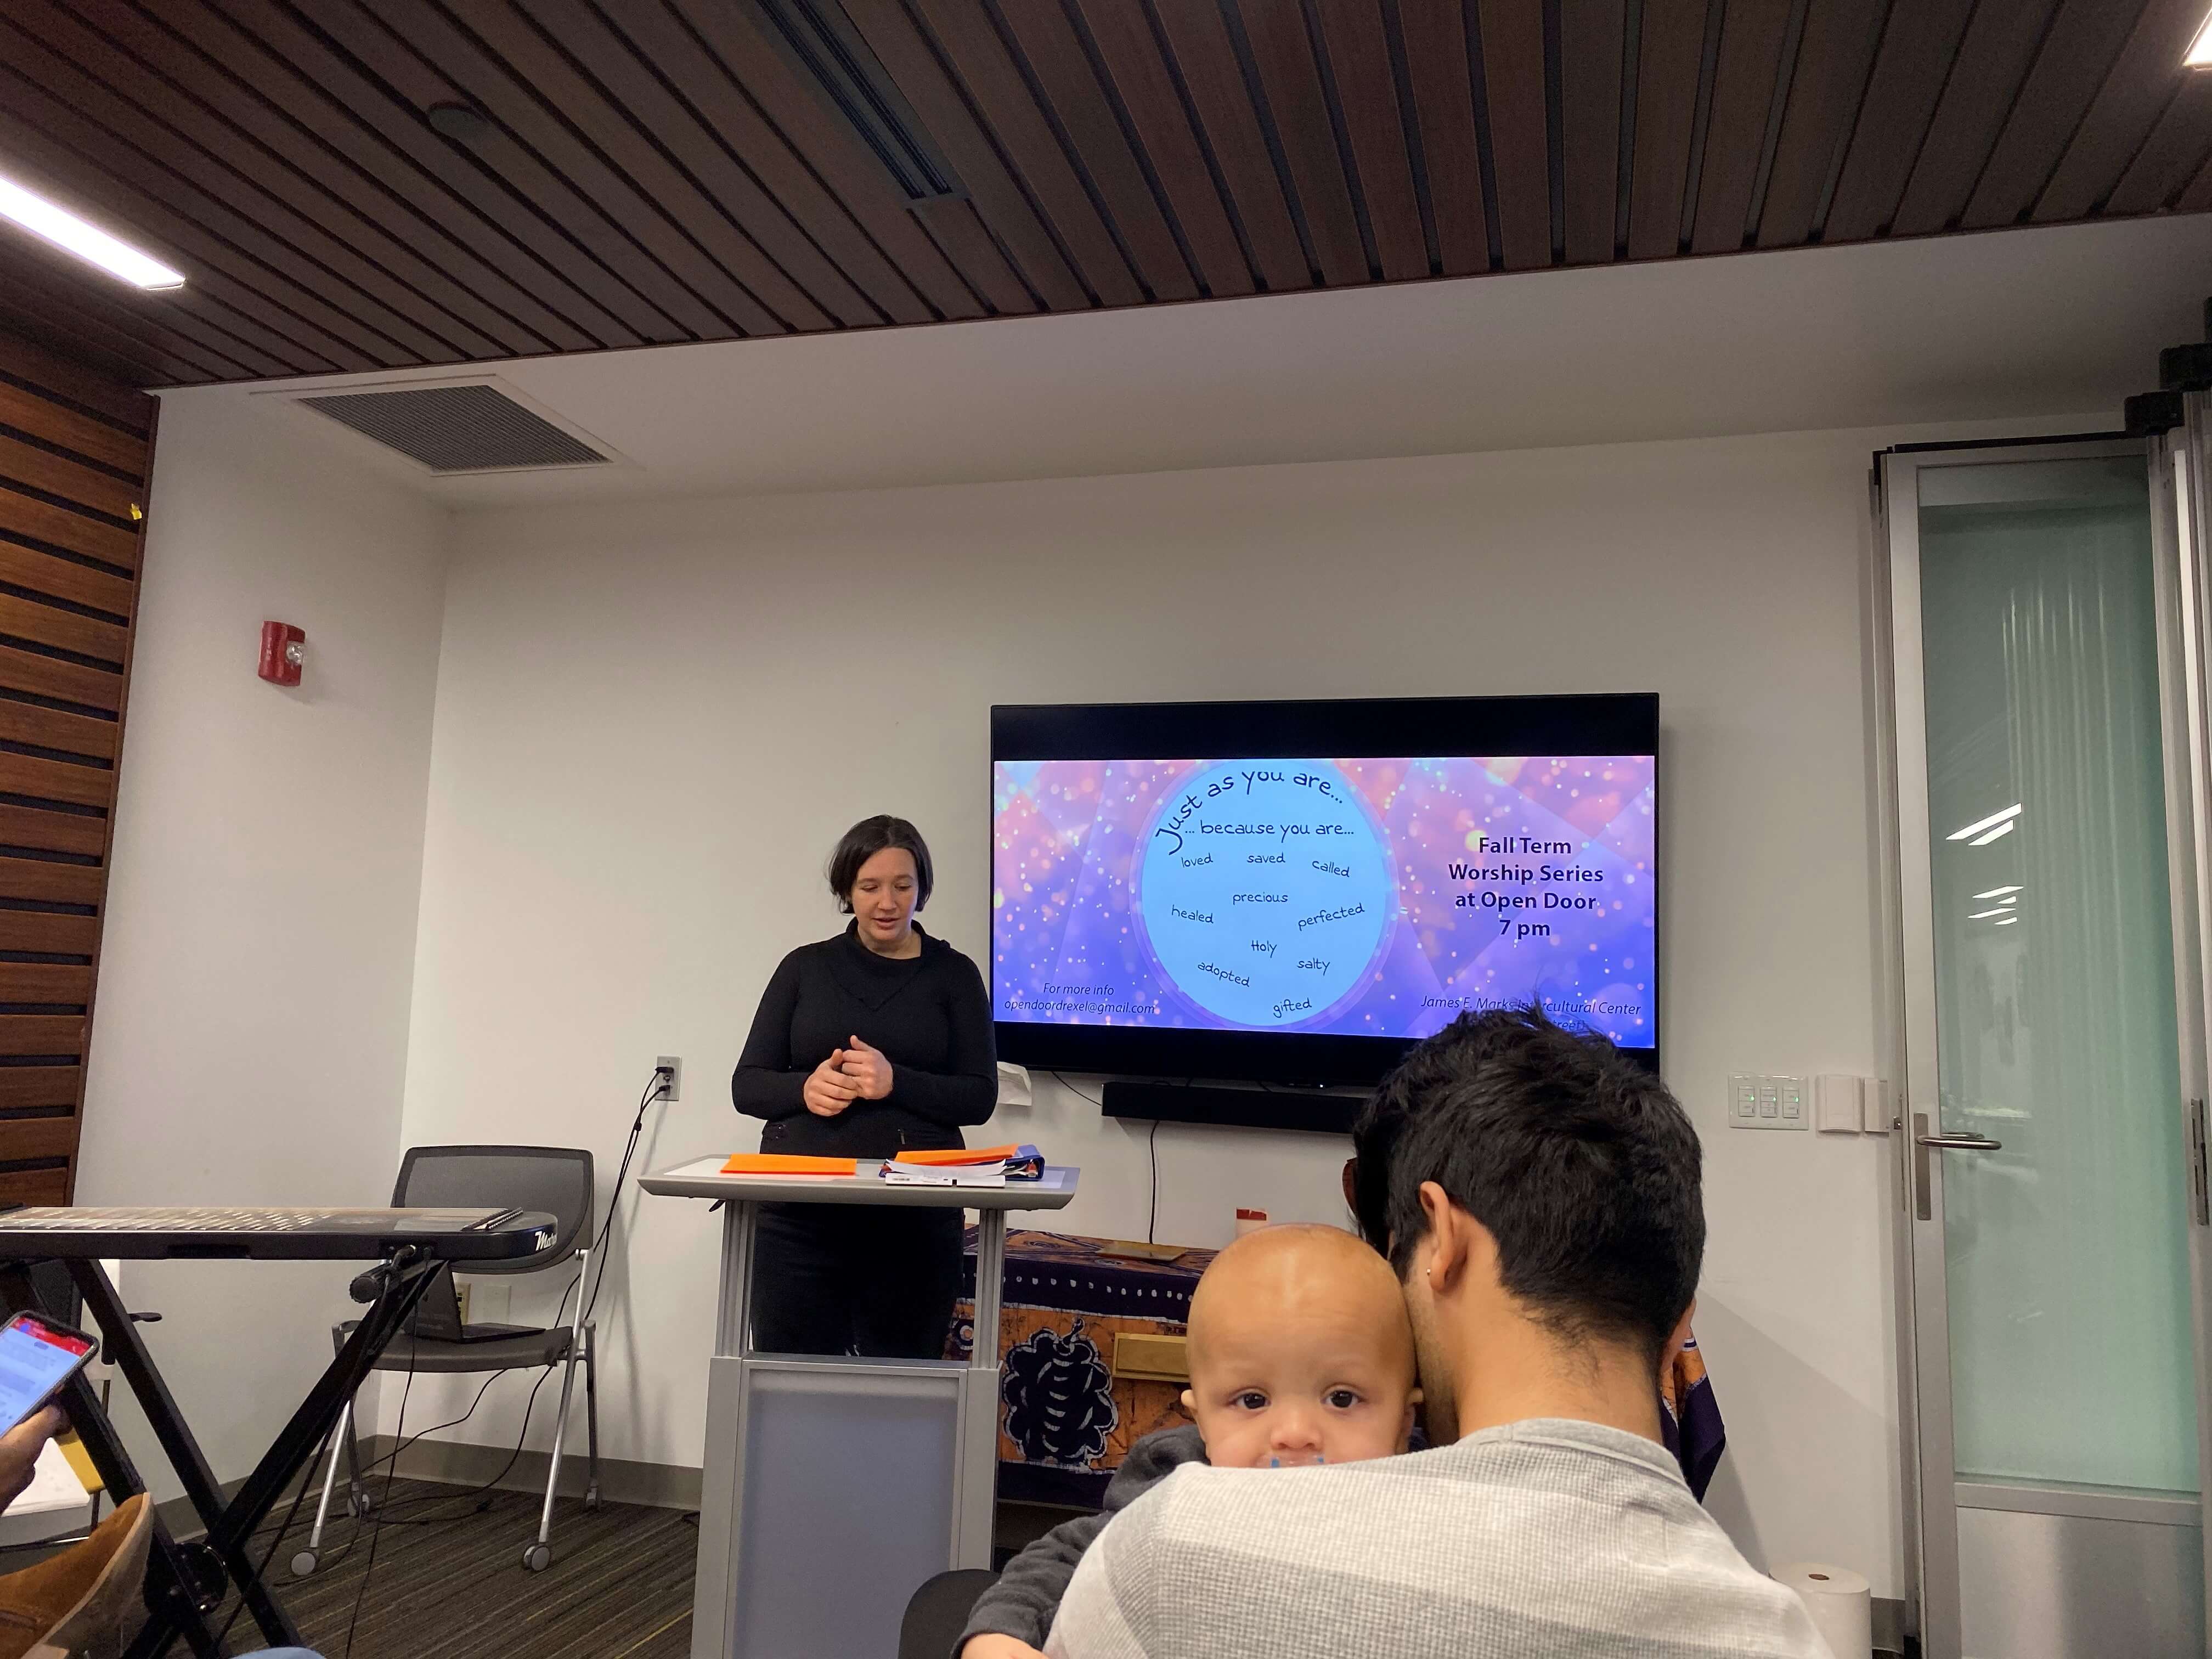 Just as you are...
... because you are...
loved saved called
precious
healed perfected
Holy
adopted salty
gifted
Fall Term
Worship Series
at Open Door
7 pm
For more info
opendoordrexel@gmail.com
James E. Marks Intercultural Center